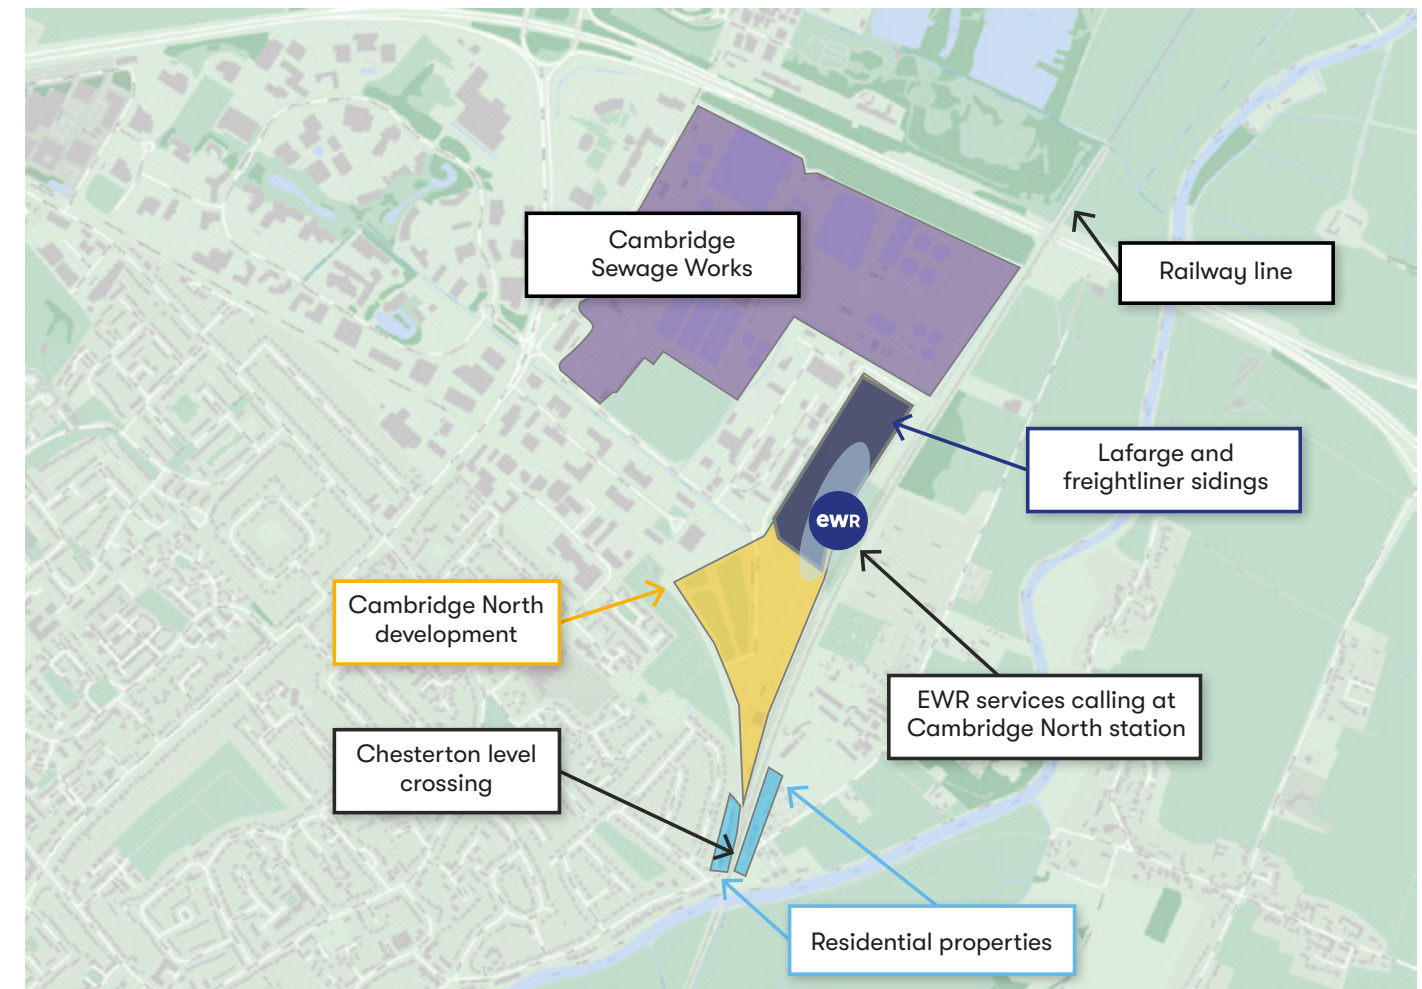 Cambridge
Sewage Works
Railway line
Lafarge and
freightliner sidings
ewR
Cambridge North
development
EWR services calling at
Cambridge North station
Chesterton level
crossing
Residential properties